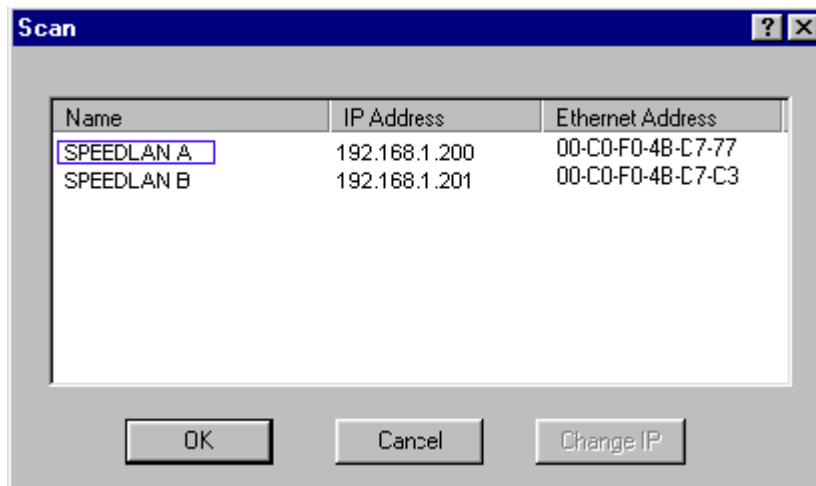 Scan
Name IP Address Ethernet Address
SPEEDLAN A 192.168.1.200 00-C0-F0-4B-C7-77
SPEEDLAN B 192.168.1.201 00-C0-F0-4B-C7-C3
OK Cancel Change IP